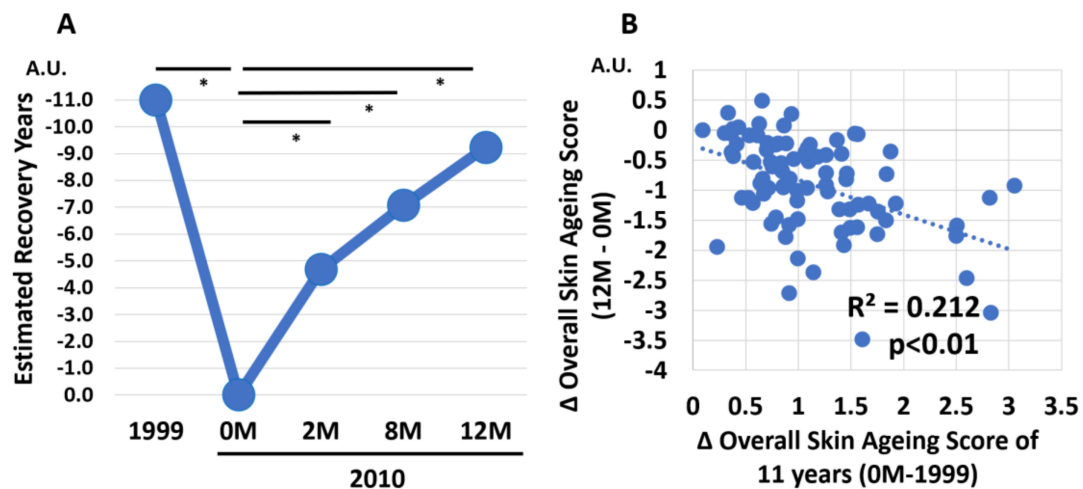 A
A.U.
Estimated Recovery Years
-11.0
-10.0
-9.0
-8.0
-7.0
-6.0
-5.0
-4.0
-3.0
-2.0
-1.0
0.0
*
*
*
*
1999 0M 2M 8M 12M
2010
B
A.U.
Δ Overall Skin Ageing Score
(12M - 0M)
1
0.5
0
-0.5
-1
-1.5
-2
-2.5
-3
-3.5
-4
R² = 0.212
p<0.01
0 0.5 1 1.5 2 2.5 3 3.5
Δ Overall Skin Ageing Score of
11 years (0M-1999)